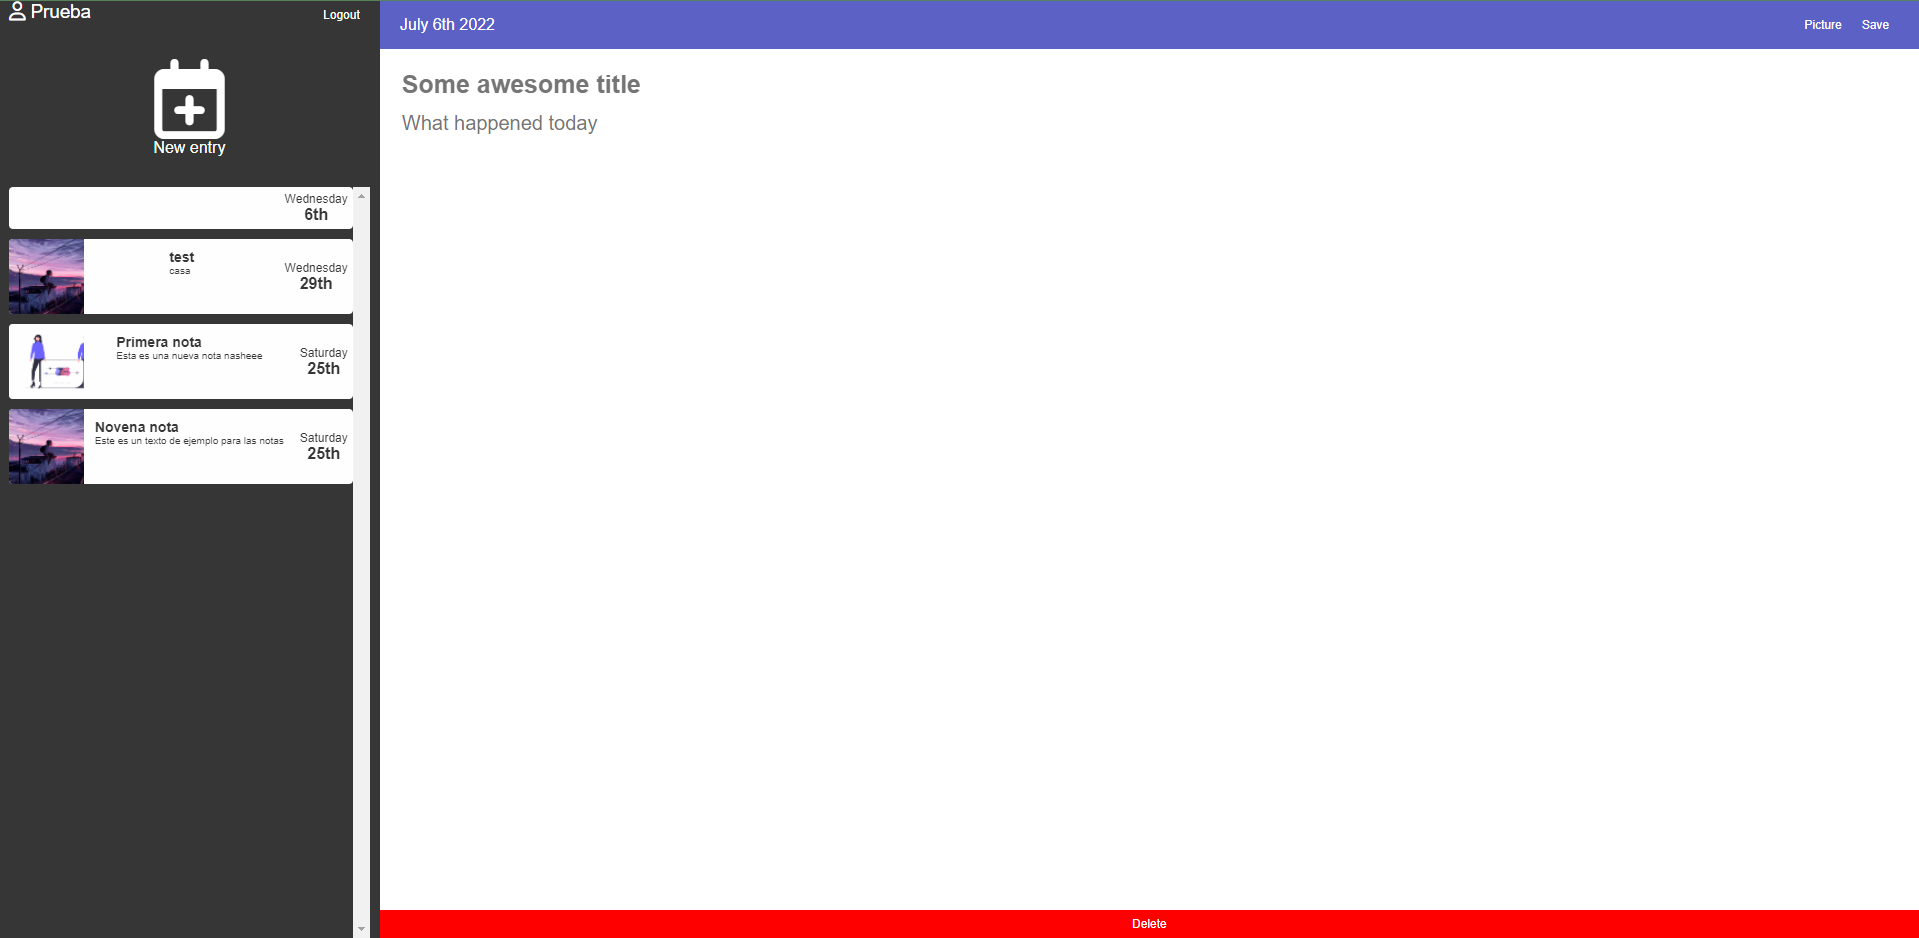 Prueba
Logout
New entry
Wednesday
6th
test
casa
Wednesday
29th
Primera nota
Esta es una nueva nota nasheee
Saturday
25th
Novena nota
Este es un texto de ejemplo para las notas
Saturday
25th
July 6th 2022
Picture
Save
Some awesome title
What happened today
Delete